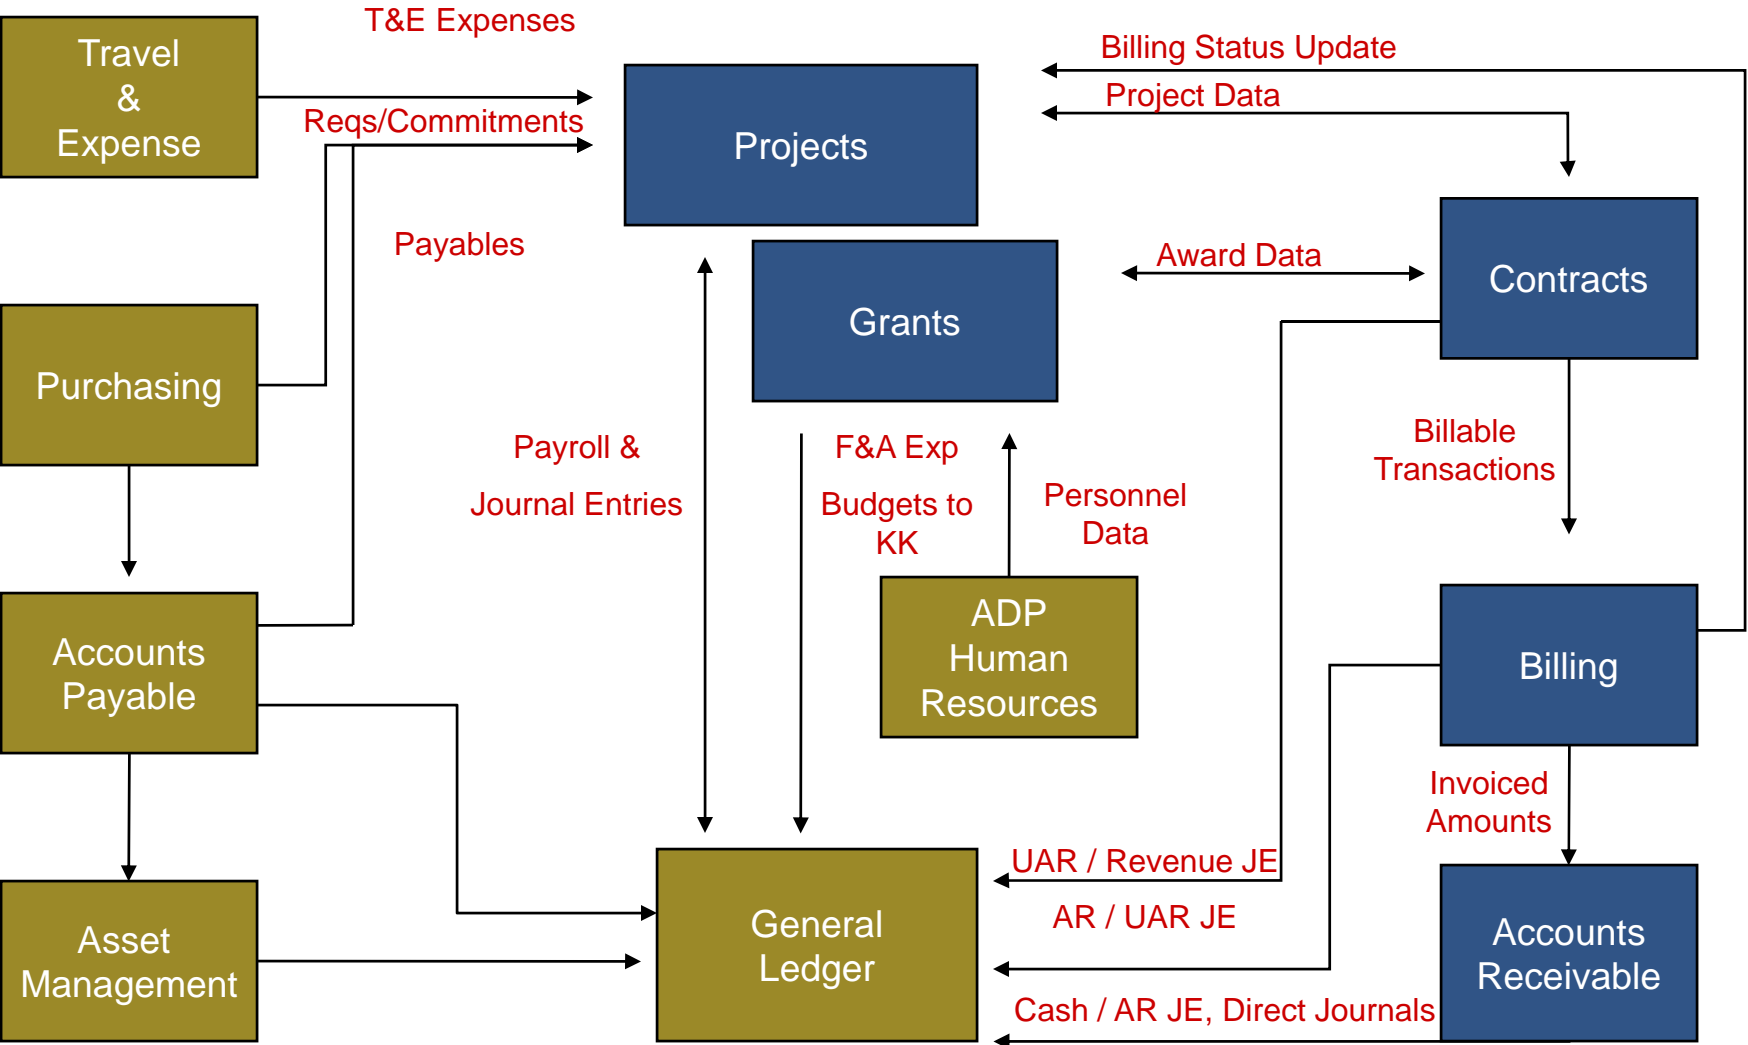 T&E Expenses
Travel
&
Expense
Billing Status Update
Project Data
Reqs/Commitments
Projects
Payables
Award Data
Contracts
Grants
Purchasing
Payroll &
Journal Entries
F&A Exp
Budgets to
KK
Personnel
Data
Billable
Transactions
ADP
Human
Resources
Accounts
Payable
Billing
Invoiced
Amounts
UAR / Revenue JE
AR / UAR JE
General
Ledger
Asset
Management
Accounts
Receivable
Cash / AR JE, Direct Journals